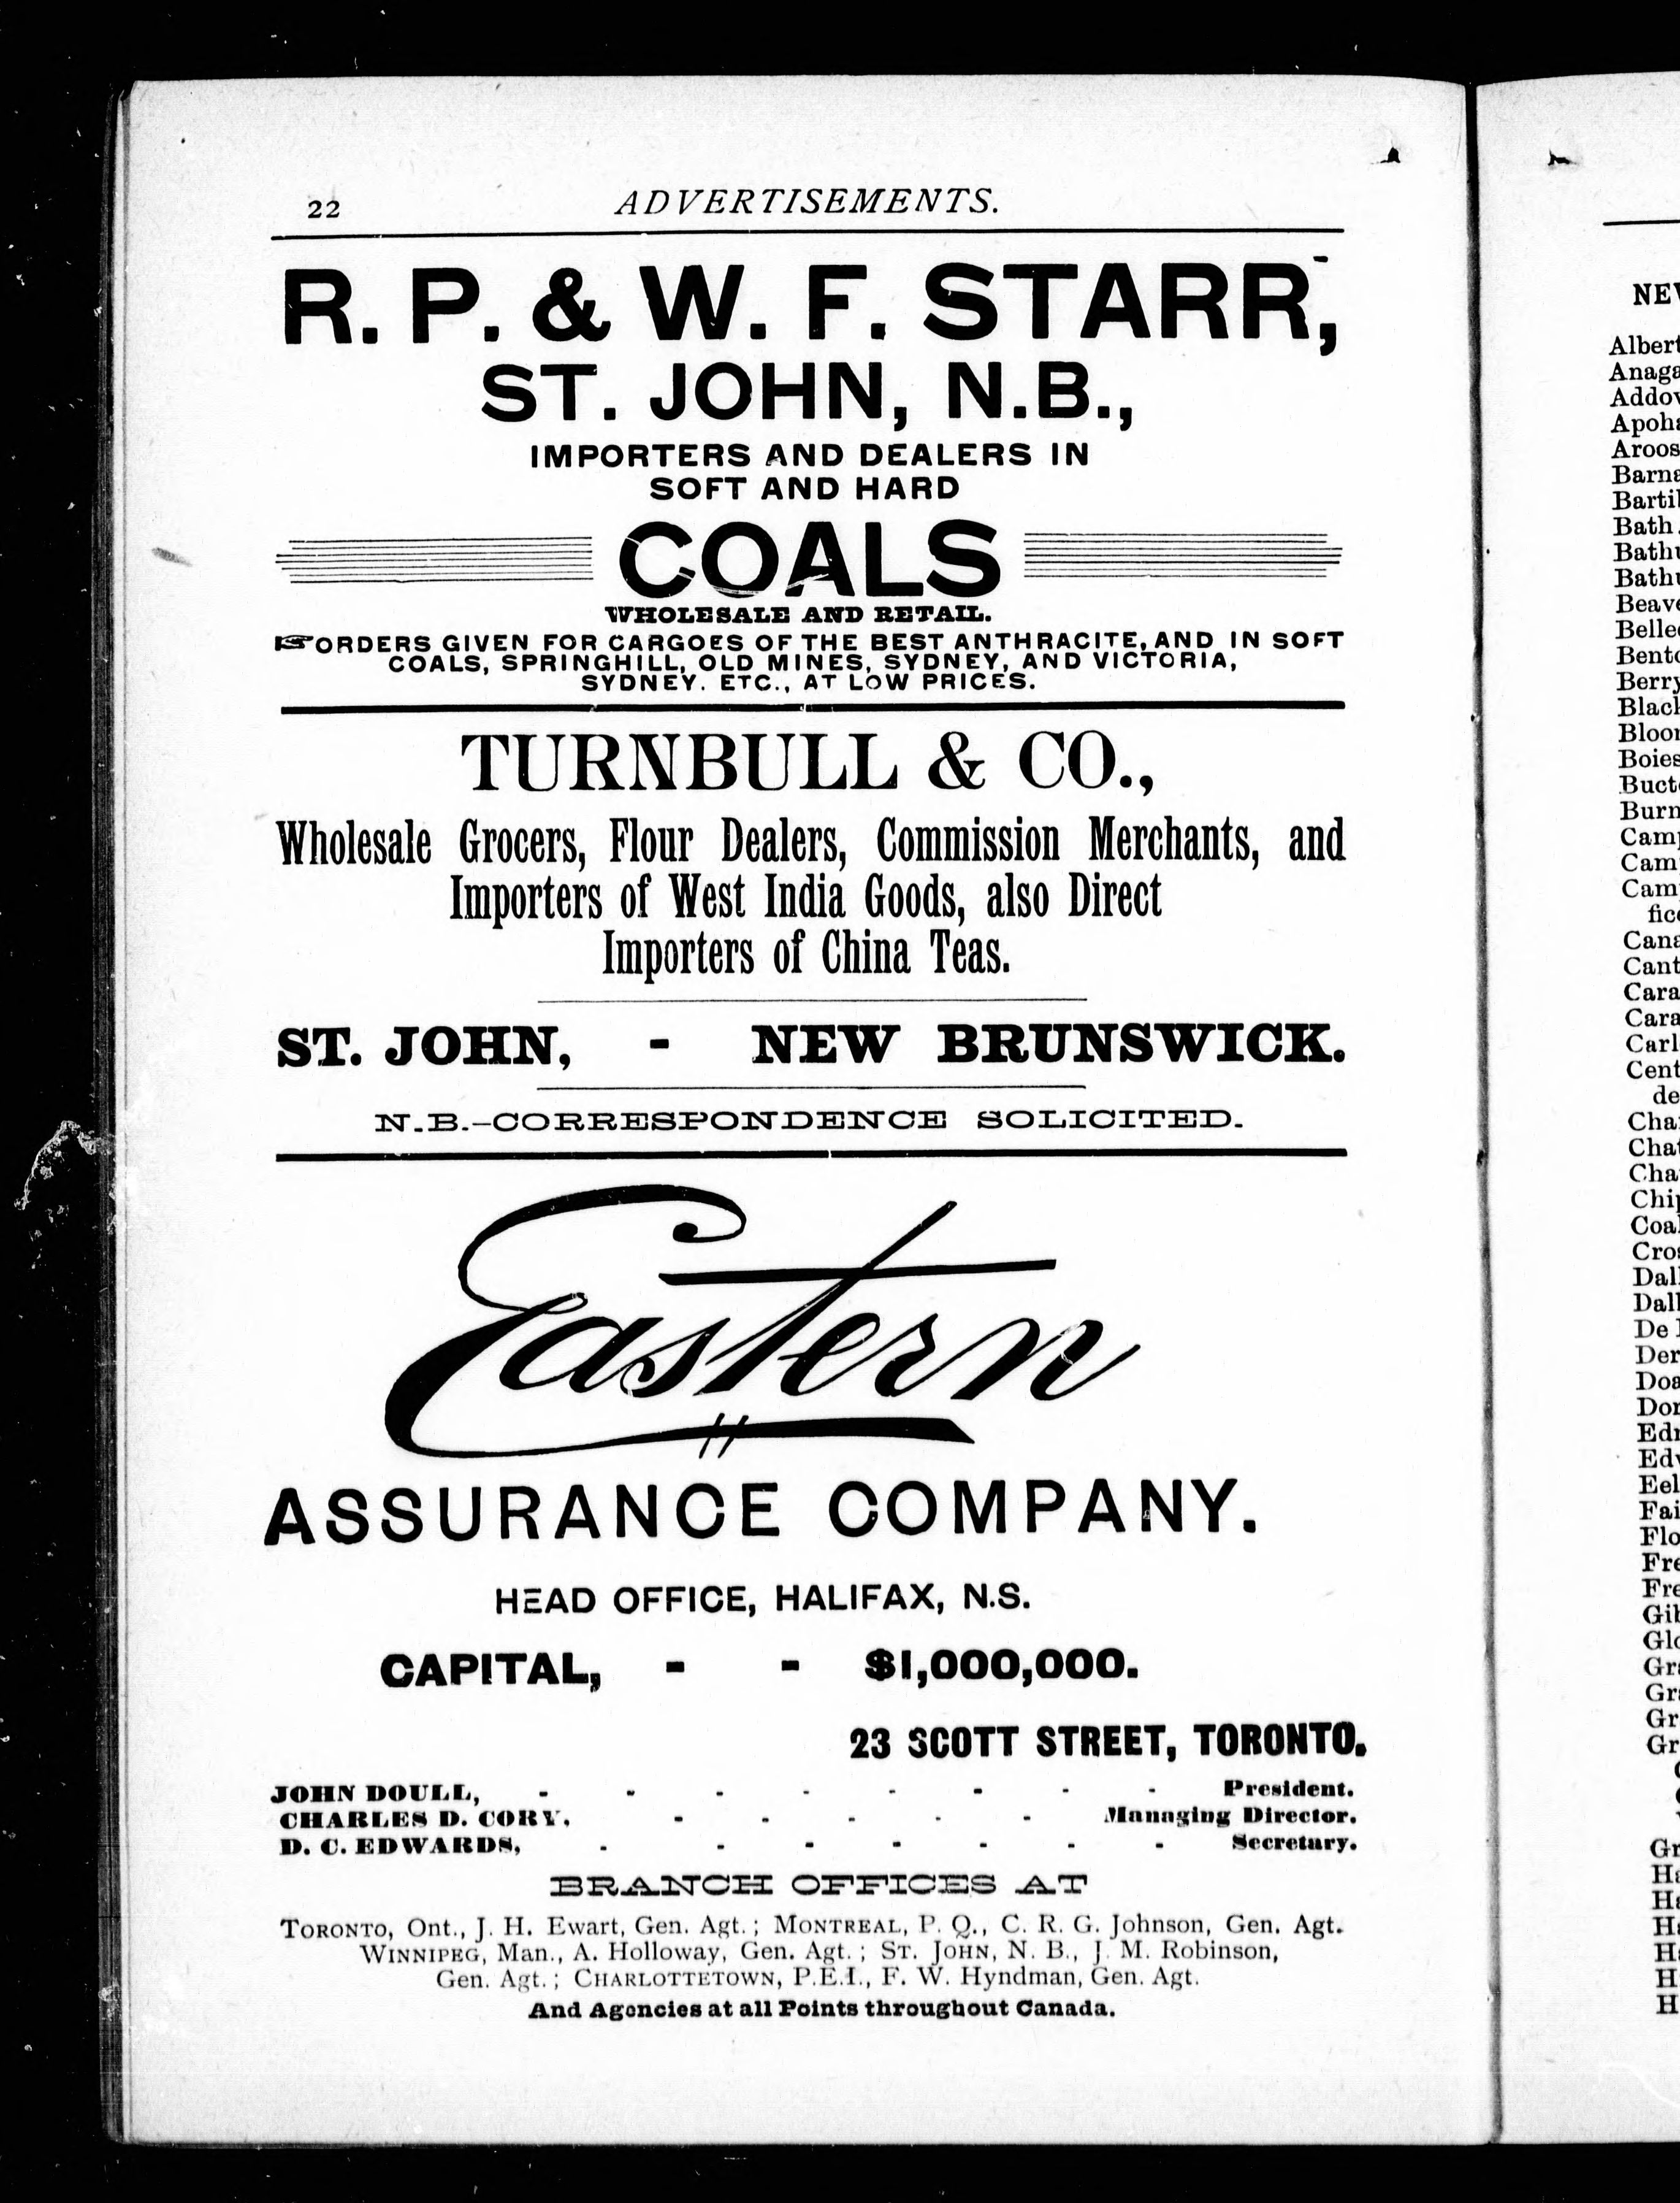 22
ADVERTISEMENTS.
R. P. & W. F. STARR,
ST. JOHN, N.B.,
IMPORTERS AND DEALERS IN
SOFT AND HARD
COALS
WHOLESALE AND RETAIL.
☞ORDERS GIVEN FOR CARGOES OF THE BEST ANTHRACITE, AND IN SOFT
COALS, SPRINGHILL, OLD MINES, SYDNEY, AND VICTORIA,
SYDNEY. ETC., AT LOW PRICES.
TURNBULL & CO.,
Wholesale Grocers, Flour Dealers, Commission Merchants, and
Importers of West India Goods, also Direct
Importers of China Teas.
ST. JOHN, - NEW BRUNSWICK.
N.B.—CORRESPONDENCE SOLICITED.
Eastern
ASSURANCE COMPANY.
HEAD OFFICE, HALIFAX, N.S.
CAPITAL, - - $1,000,000.
23 SCOTT STREET, TORONTO.
JOHN DOULL, - - - - - - - - President.
CHARLES D. CORY. - - - - - Managing Director.
D. C. EDWARDS, - - - - - - - Secretary.
BRANCH OFFICES AT
TORONTO, Ont., J. H. Ewart, Gen. Agt.; MONTREAL, P. Q., C. R. G. Johnson, Gen. Agt.
WINNIPEG, Man., A. Holloway, Gen. Agt.; ST. JOHN, N. B., J. M. Robinson,
Gen. Agt.; CHARLOTTETOWN, P.E.I., F. W. Hyndman, Gen. Agt.
And Agencies at all Points throughout Canada.
Bath